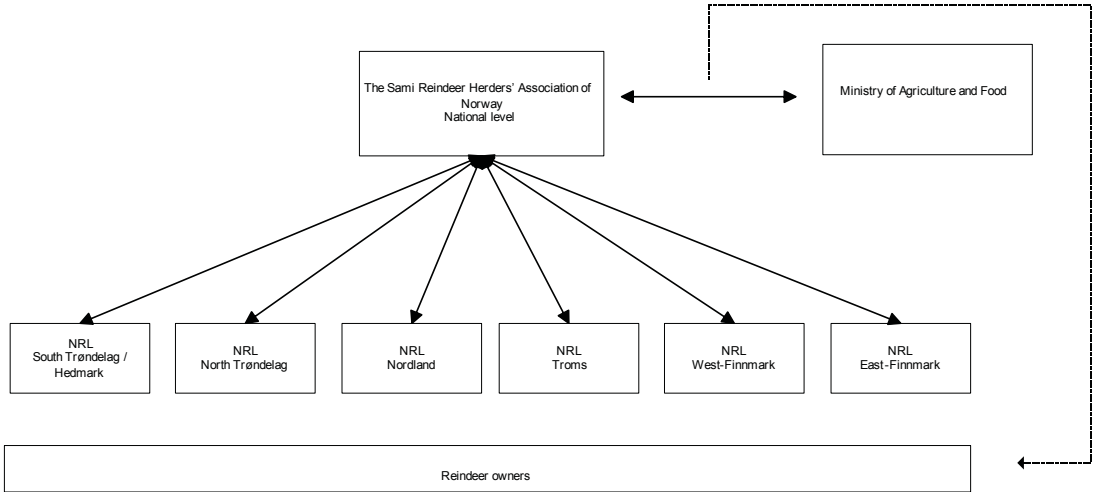 The Sami Reindeer Herders' Association of
Norway
National level
Ministry of Agriculture and Food
NRL
South Trøndelag /
Hedmark
NRL
North Trøndelag
NRL
Nordland
NRL
Troms
NRL
West-Finnmark
NRL
East-Finnmark
Reindeer owners